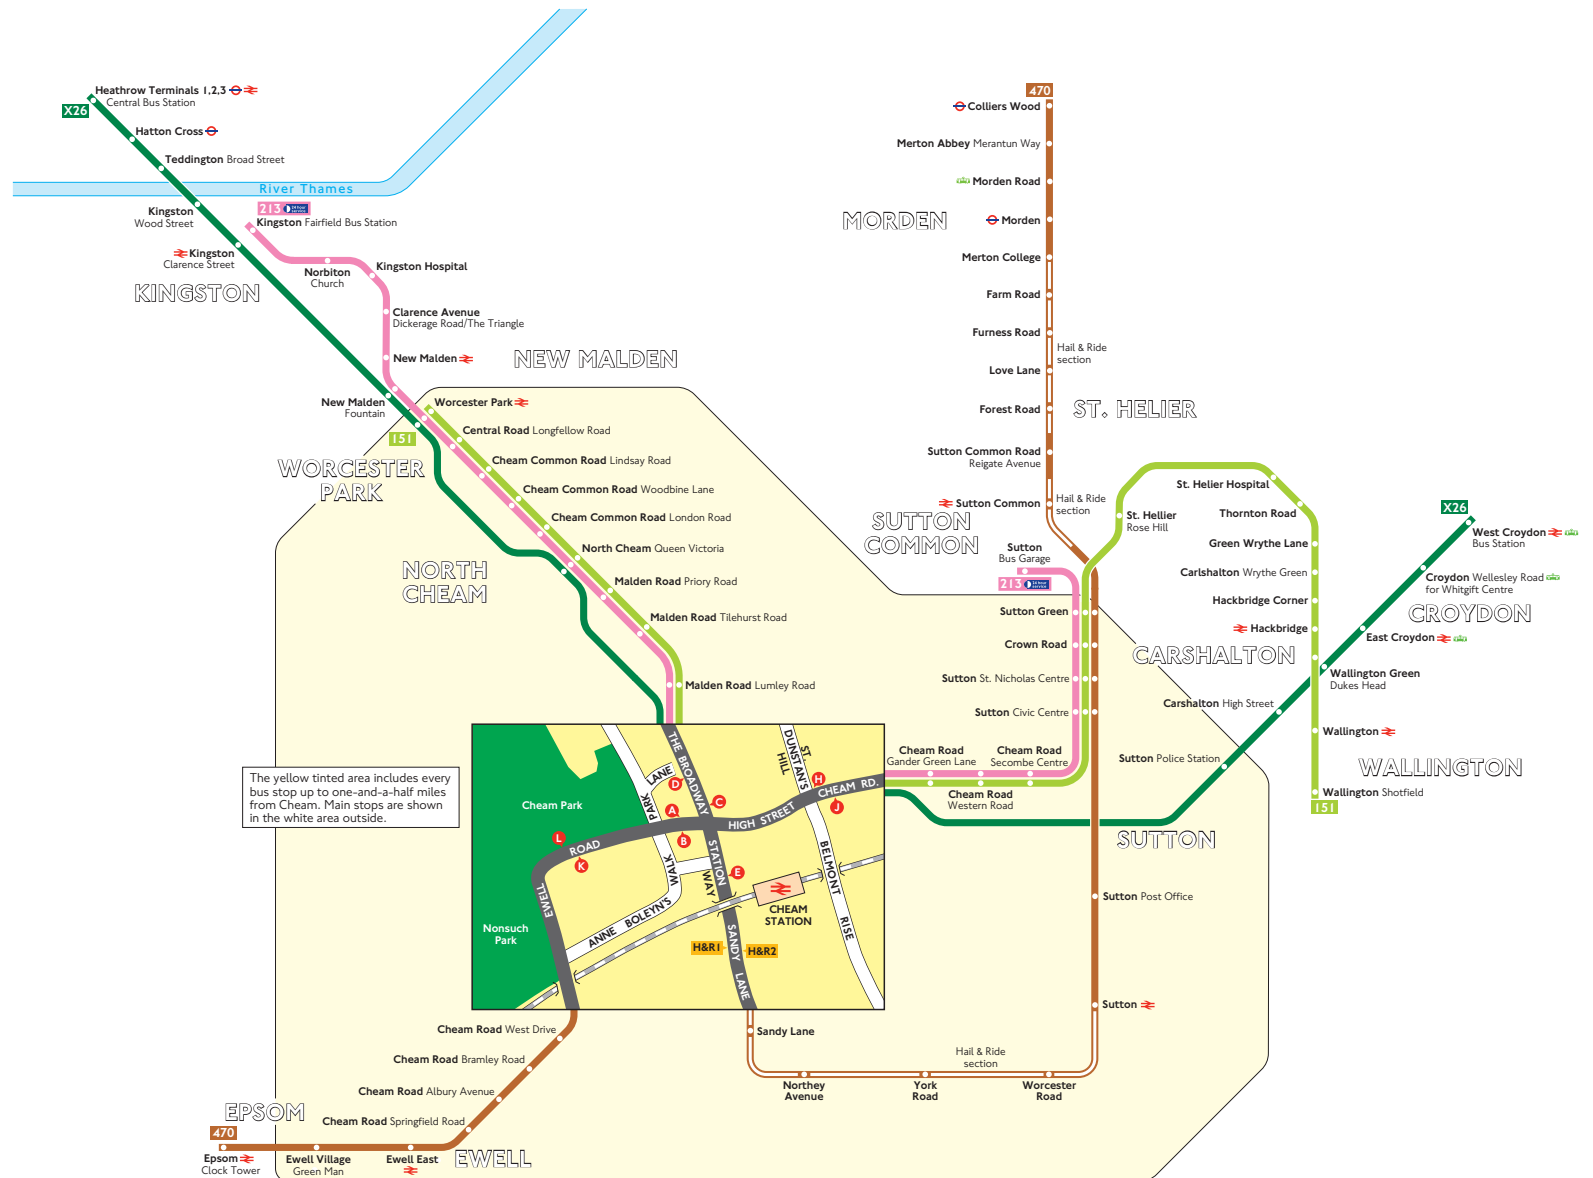 Heathrow Terminals 1,2,3
Central Bus Station
X26
Hatton Cross
Teddington Broad Street
River Thames
Kingston
Wood Street
213 24 hour service
Kingston Fairfield Bus Station
Kingston
Clarence Street
Norbiton
Church
Kingston Hospital
KINGSTON
Clarence Avenue
Dickerage Road/The Triangle
New Malden
NEW MALDEN
New Malden
Fountain
151
Worcester Park
Central Road Longfellow Road
WORCESTER
PARK
Cheam Common Road Lindsay Road
Cheam Common Road Woodbine Lane
Cheam Common Road London Road
North Cheam Queen Victoria
NORTH
CHEAM
Malden Road Priory Road
Malden Road Tilehurst Road
Malden Road Lumley Road
470
Colliers Wood
Merton Abbey Merantun Way
Morden Road
MORDEN
Morden
Merton College
Farm Road
Furness Road
Hail & Ride
section
Love Lane
Forest Road
ST. HELIER
Sutton Common Road
Reigate Avenue
Sutton Common
Hail & Ride
section
SUTTON
COMMON
Sutton
Bus Garage
213 24 hour service
Sutton Green
Crown Road
Sutton St. Nicholas Centre
Sutton Civic Centre
Cheam Road
Gander Green Lane
Cheam Road
Secombe Centre
Cheam Road
Western Road
St. Helier Hospital
St. Hellier
Rose Hill
Thornton Road
Green Wrythe Lane
Carlshalton Wrythe Green
Hackbridge Corner
Hackbridge
CARSHALTON
X26
West Croydon
Bus Station
Croydon Wellesley Road
for Whitgift Centre
CROYDON
East Croydon
Wallington Green
Dukes Head
Carshalton High Street
Wallington
Sutton Police Station
WALLINGTON
Wallington Shotfield
151
SUTTON
Sutton Post Office
Sutton
The yellow tinted area includes every
bus stop up to one-and-a-half miles
from Cheam. Main stops are shown
in the white area outside.
Cheam Park
PARK LANE
THE BROADWAY
ST.
DUNSTAN'S
HILL
D
H
A
C
CHEAM RD.
J
HIGH STREET
L
B
ROAD
K
STATION
WAY
E
WALK
BELMONT
RISE
EWELL
ANNE BOLEYN'S
CHEAM
STATION
Nonsuch
Park
H&R1
H&R2
SANDY LANE
Cheam Road West Drive
Sandy Lane
Cheam Road Bramley Road
Hail & Ride
section
Northey
Avenue
York
Road
Worcester
Road
Cheam Road Albury Avenue
EPSOM
Cheam Road Springfield Road
470
Epsom
Clock Tower
Ewell Village
Green Man
Ewell East
EWELL